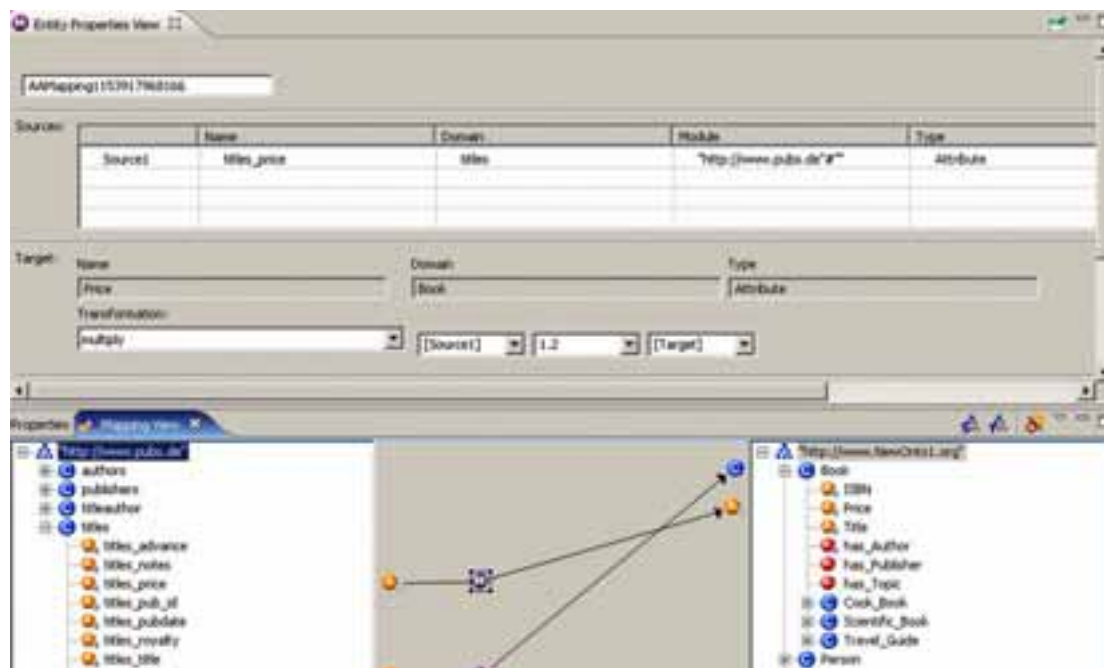 Entity Properties View
Sources:
Name Domain Module Type
Source1 titles_price titles "http://www.pubs.de"#"" Attribute
Target:
Name Domain Type
Price Book Attribute
Transformation:
multiply [Source1] 1.2 [Target]
Properties Mapping View
"http://www.pubs.de"
authors
publishers
titleauthor
titles
titles_advance
titles_notes
titles_price
titles_pub_id
titles_pubdate
titles_royalty
titles_title
"http://www.NewOnto1.org"
Book
ISBN
Price
Title
has_Author
has_Publisher
has_Topic
Cook_Book
Scientific_Book
Travel_Guide
Person